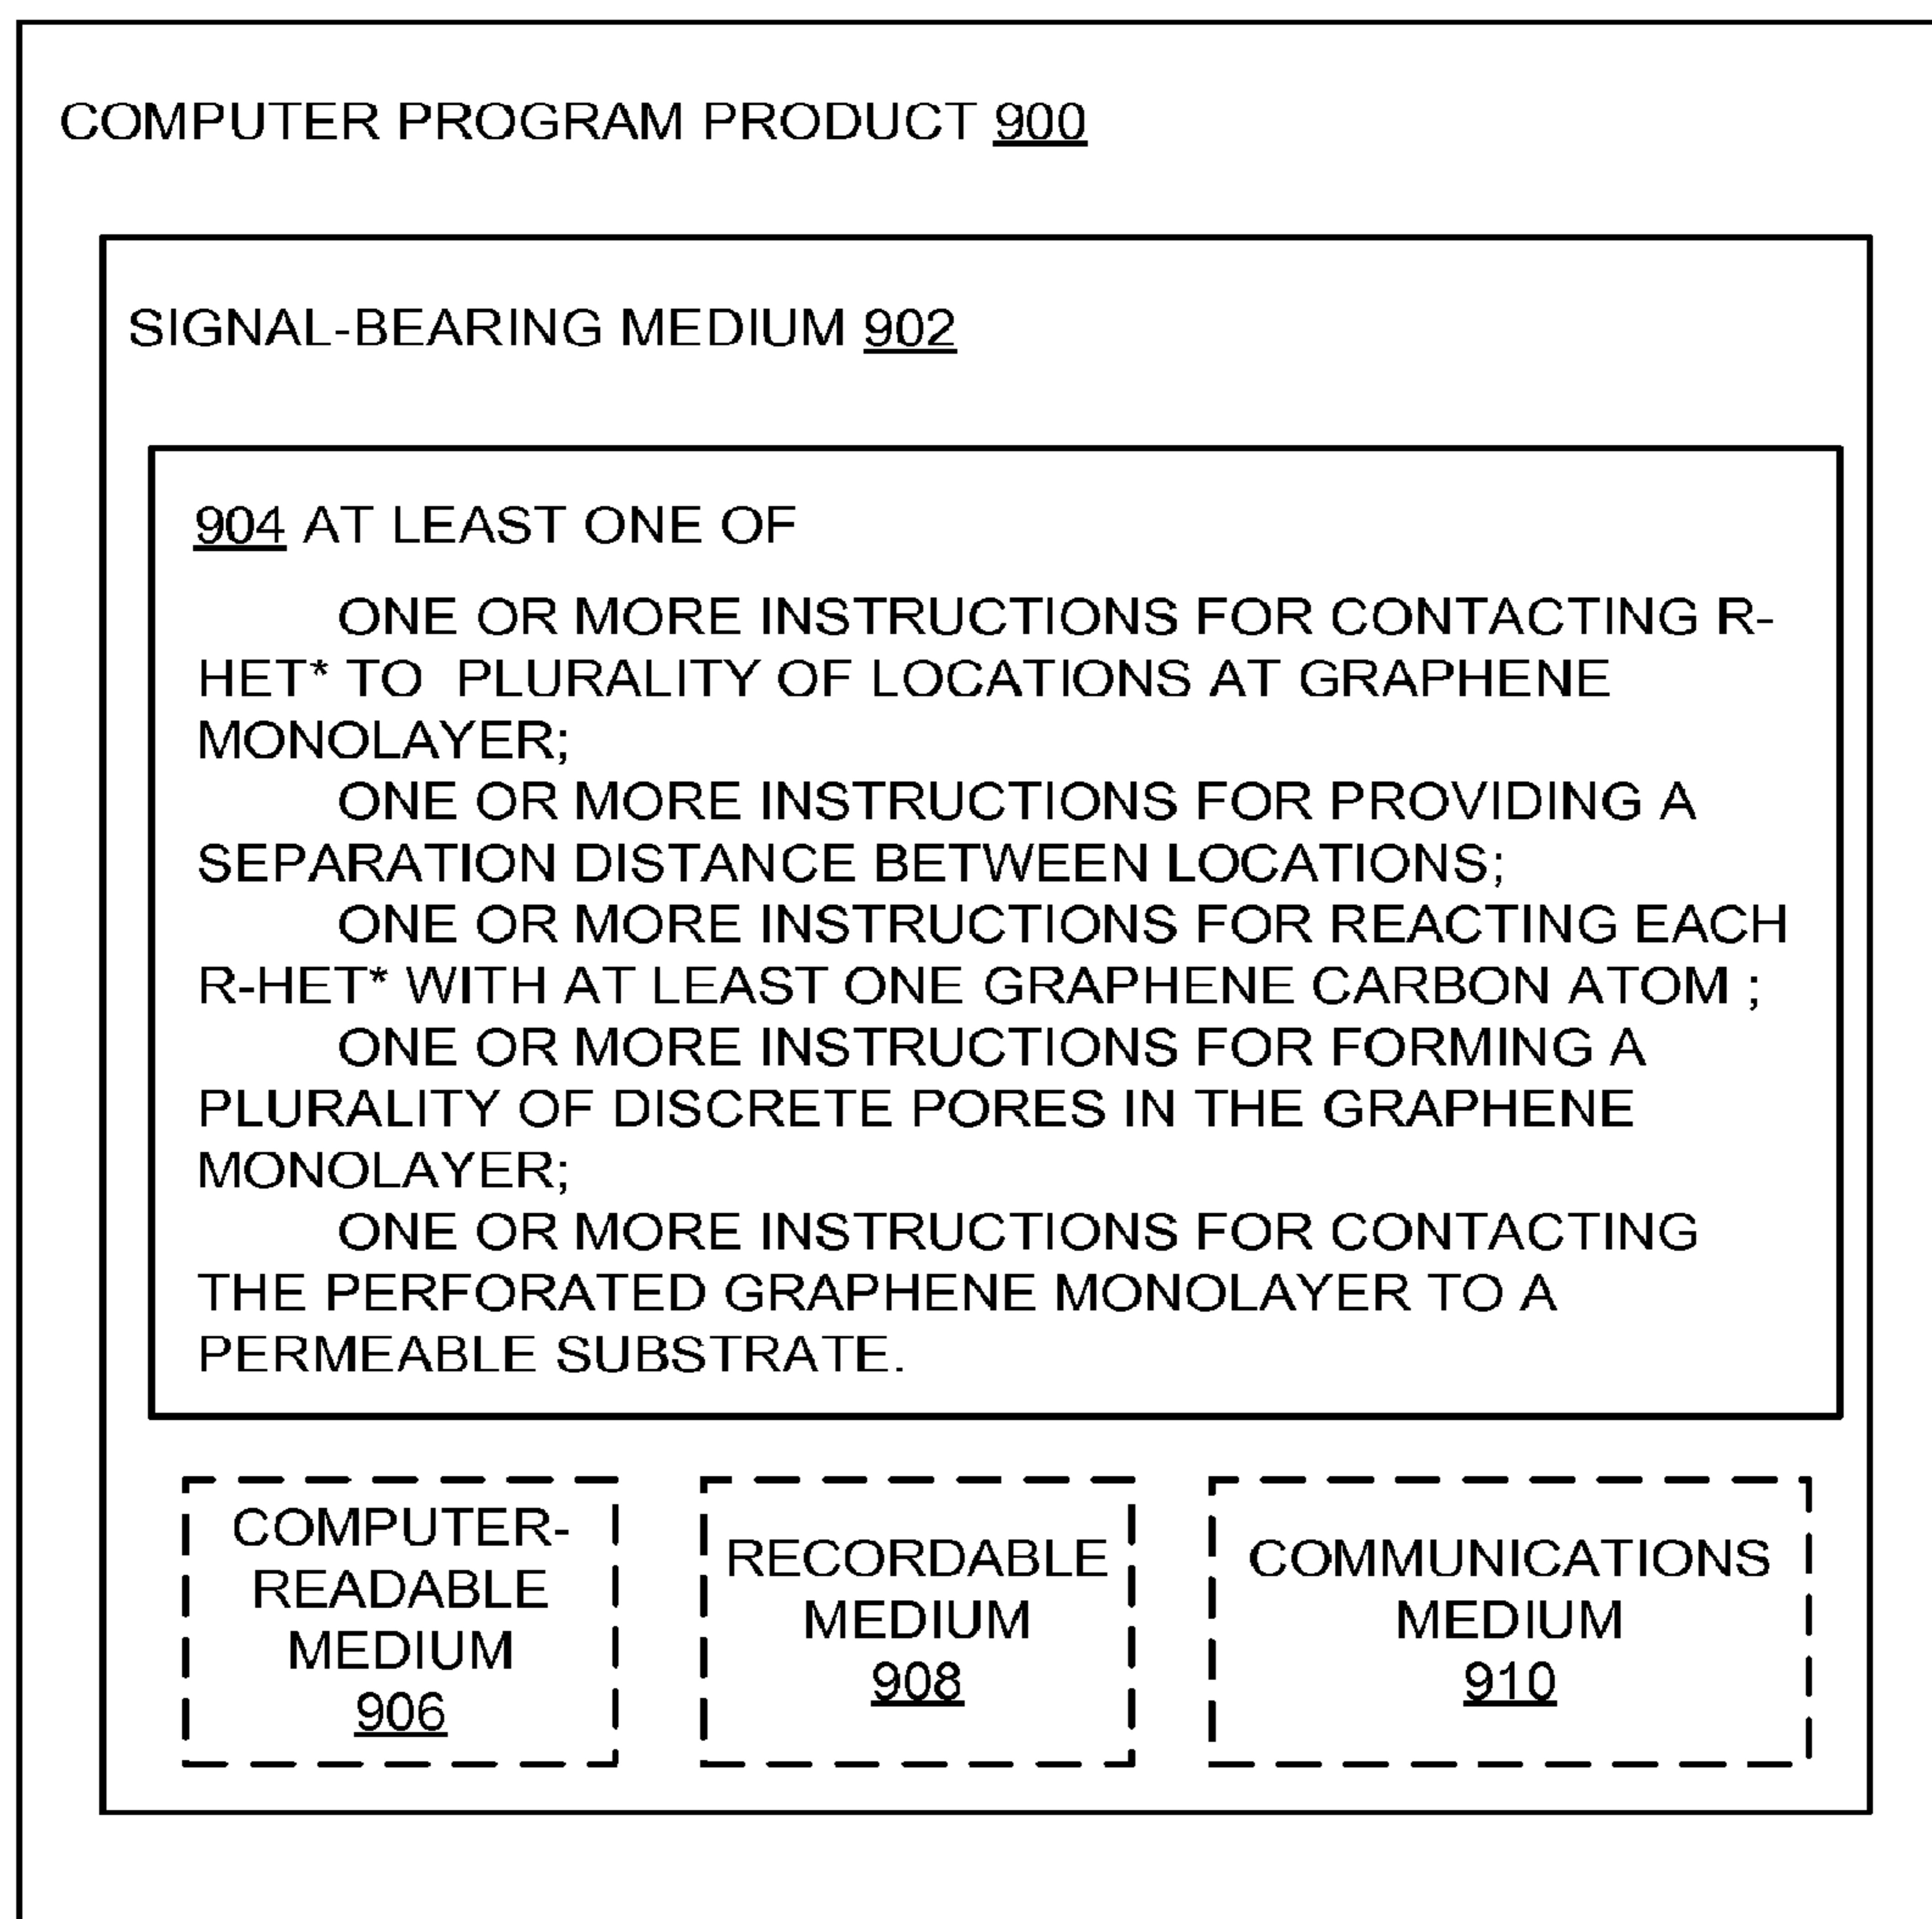 COMPUTER PROGRAM PRODUCT 900
SIGNAL-BEARING MEDIUM 902
904 AT LEAST ONE OF
ONE OR MORE INSTRUCTIONS FOR CONTACTING R-
HET* TO PLURALITY OF LOCATIONS AT GRAPHENE
MONOLAYER;
ONE OR MORE INSTRUCTIONS FOR PROVIDING A
SEPARATION DISTANCE BETWEEN LOCATIONS;
ONE OR MORE INSTRUCTIONS FOR REACTING EACH
R-HET* WITH AT LEAST ONE GRAPHENE CARBON ATOM ;
ONE OR MORE INSTRUCTIONS FOR FORMING A
PLURALITY OF DISCRETE PORES IN THE GRAPHENE
MONOLAYER;
ONE OR MORE INSTRUCTIONS FOR CONTACTING
THE PERFORATED GRAPHENE MONOLAYER TO A
PERMEABLE SUBSTRATE.
COMPUTER-
READABLE
MEDIUM
906
RECORDABLE
MEDIUM
908
COMMUNICATIONS
MEDIUM
910